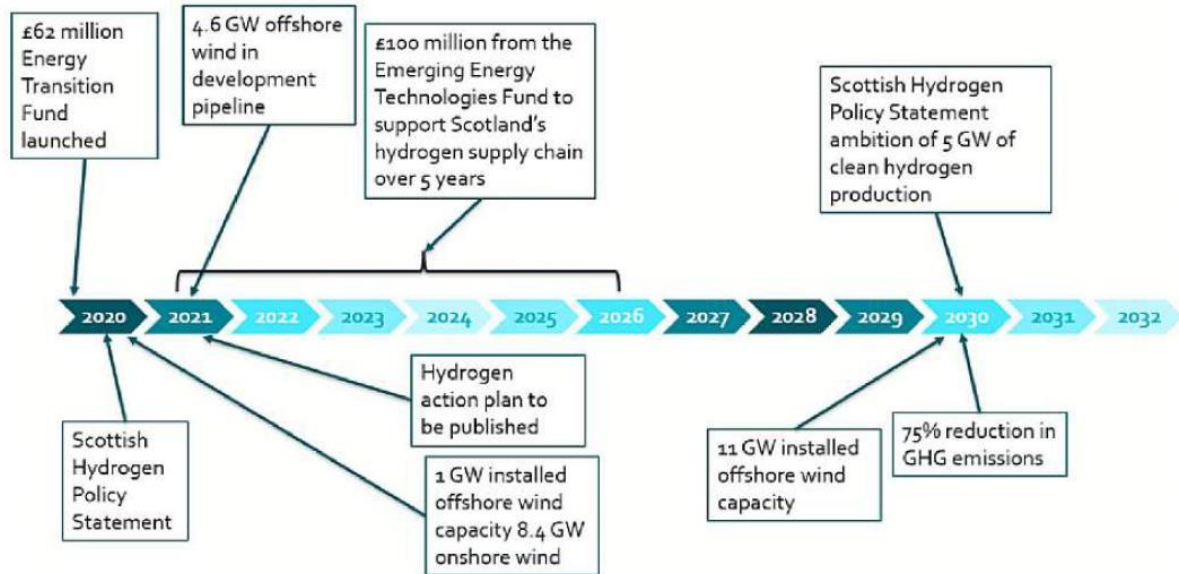 £62 million
Energy
Transition
Fund
launched
4.6 GW offshore
wind in
development
pipeline
£100 million from the
Emerging Energy
Technologies Fund to
support Scotland's
hydrogen supply chain
over 5 years
Scottish Hydrogen
Policy Statement
ambition of 5 GW of
clean hydrogen
production
2020 2021 2022 2023 2024 2025 2026 2027 2028 2029 2030 2031 2032
Scottish
Hydrogen
Policy
Statement
Hydrogen
action plan to
be published
1 GW installed
offshore wind
capacity 8.4 GW
onshore wind
11 GW installed
offshore wind
capacity
75% reduction in
GHG emissions